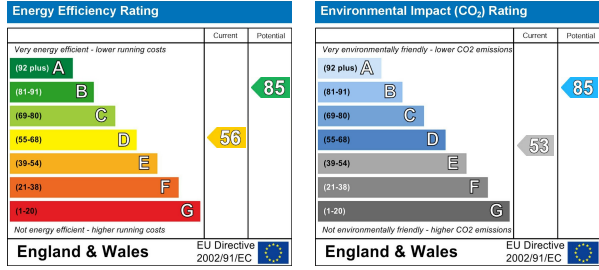 Energy Efficiency Rating
Current
Potential
Very energy efficient - lower running costs
(92 plus) A
(81-91) B
(69-80) C
(55-68) D
(39-54) E
(21-38) F
(1-20) G
56
85
Not energy efficient - higher running costs
England & Wales
EU Directive
2002/91/EC
Environmental Impact (CO₂) Rating
Current
Potential
Very environmentally friendly - lower CO2 emissions
(92 plus) A
(81-91) B
(69-80) C
(55-68) D
(39-54) E
(21-38) F
(1-20) G
53
85
Not environmentally friendly - higher CO2 emissions
England & Wales
EU Directive
2002/91/EC